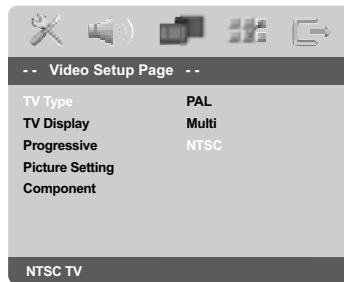 -- Video Setup Page --
TV Type PAL
TV Display Multi
Progressive NTSC
Picture Setting
Component
NTSC TV